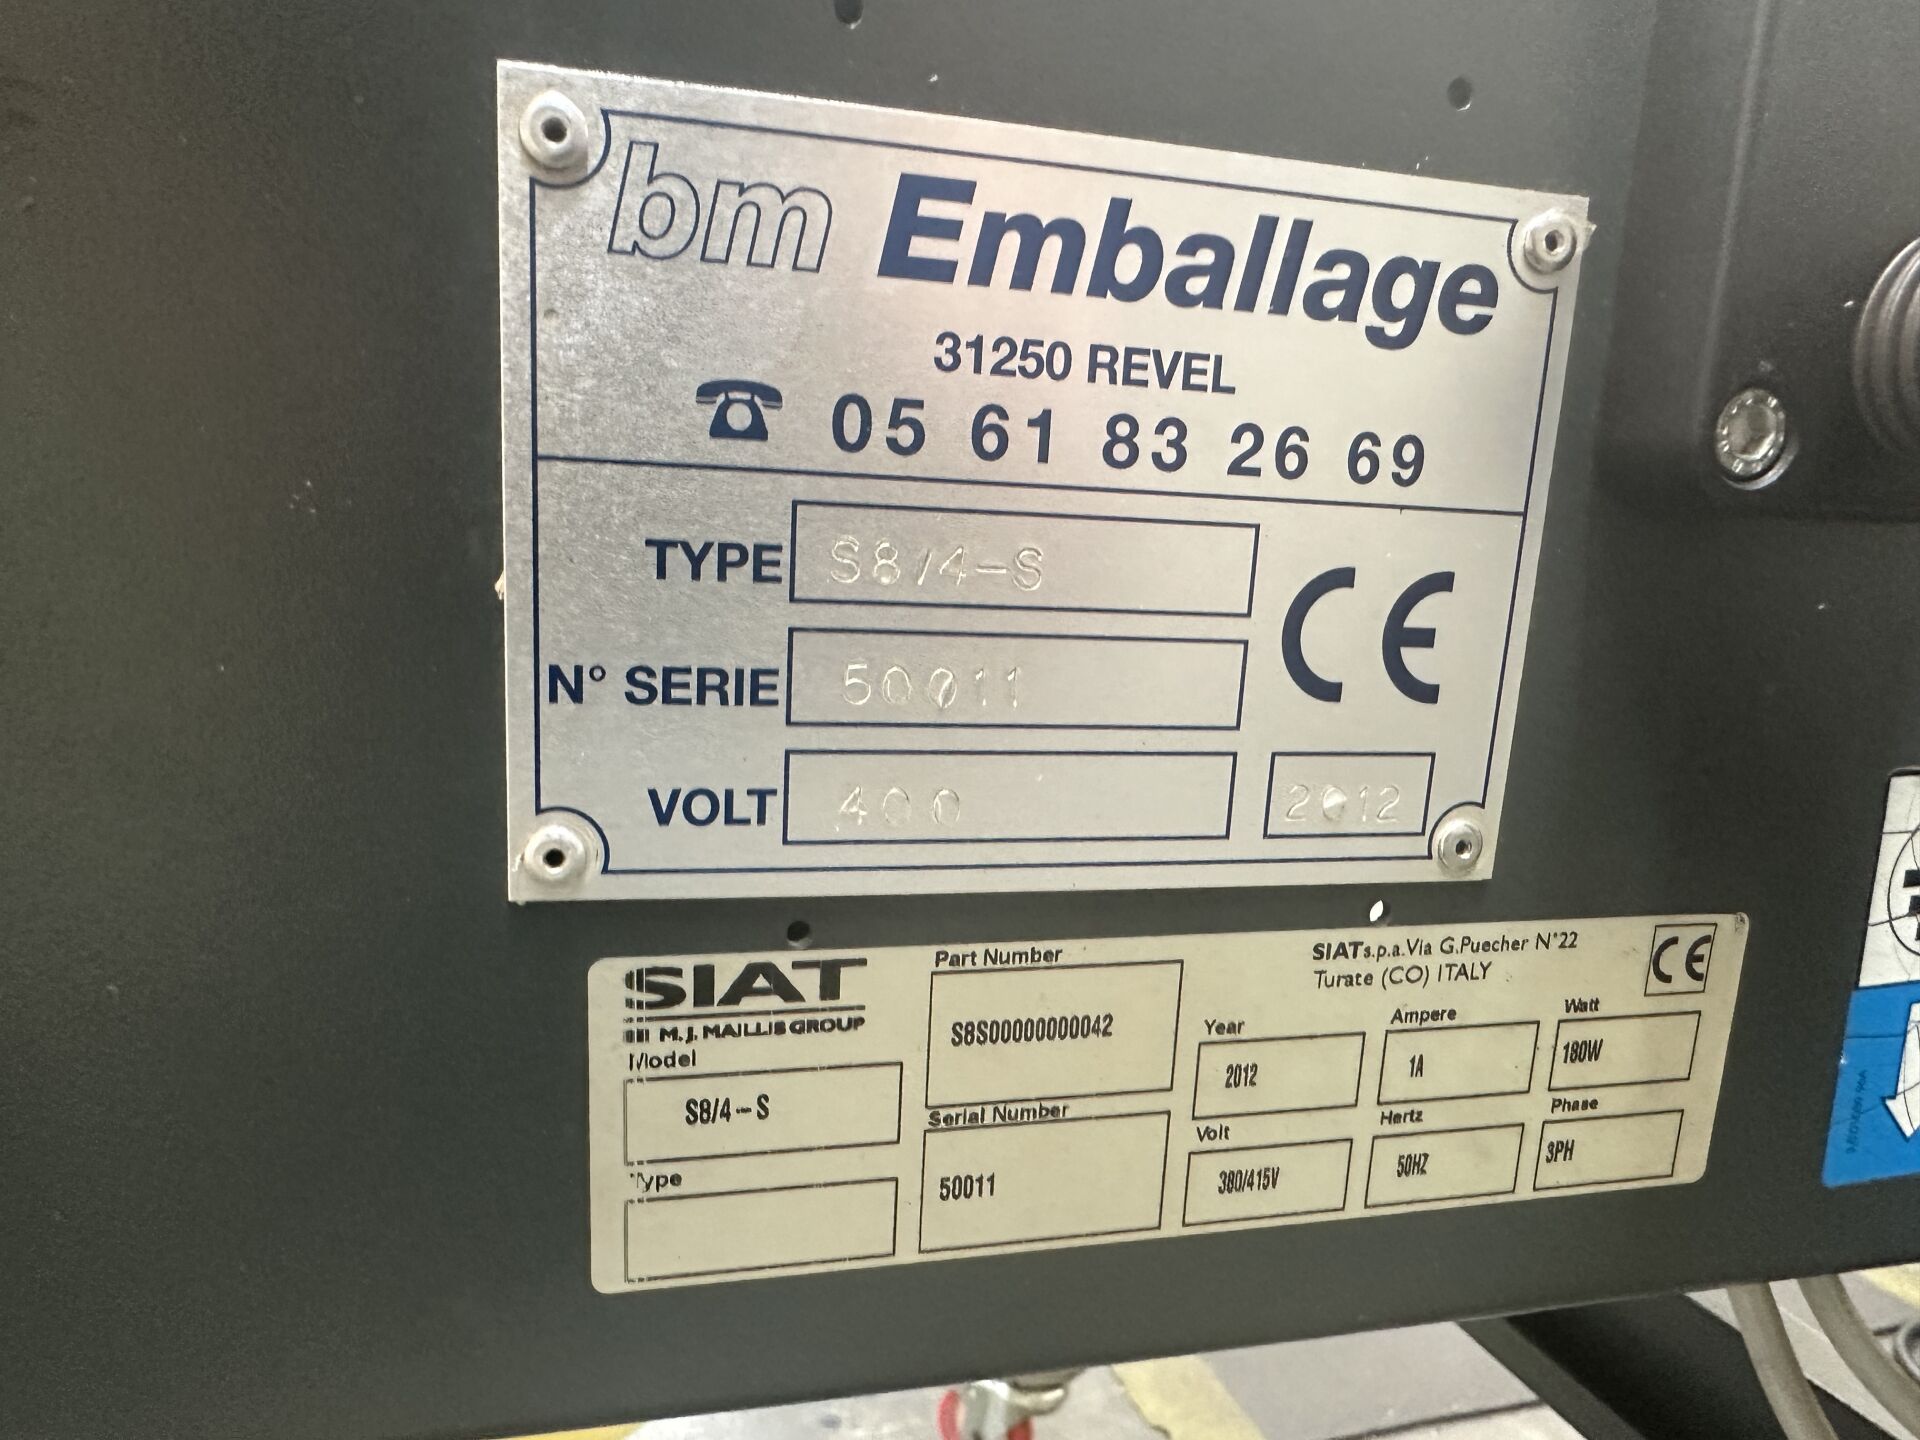 bm Emballage
31250 REVEL
☎ 05 61 83 26 69
TYPE S8/4-S
N° SERIE 50011
VOLT 400
2012
CE
SIAT
M.J. MAILLIS GROUP
Model
S8/4-S
Type
Part Number
S8S00000000042
Serial Number
50011
SIAT s.p.a. Via G.Puecher N°22
Turate (CO) ITALY
CE
Year
2012
Ampere
1A
Watt
180W
Volt
380/415V
Hertz
50HZ
Phase
3PH